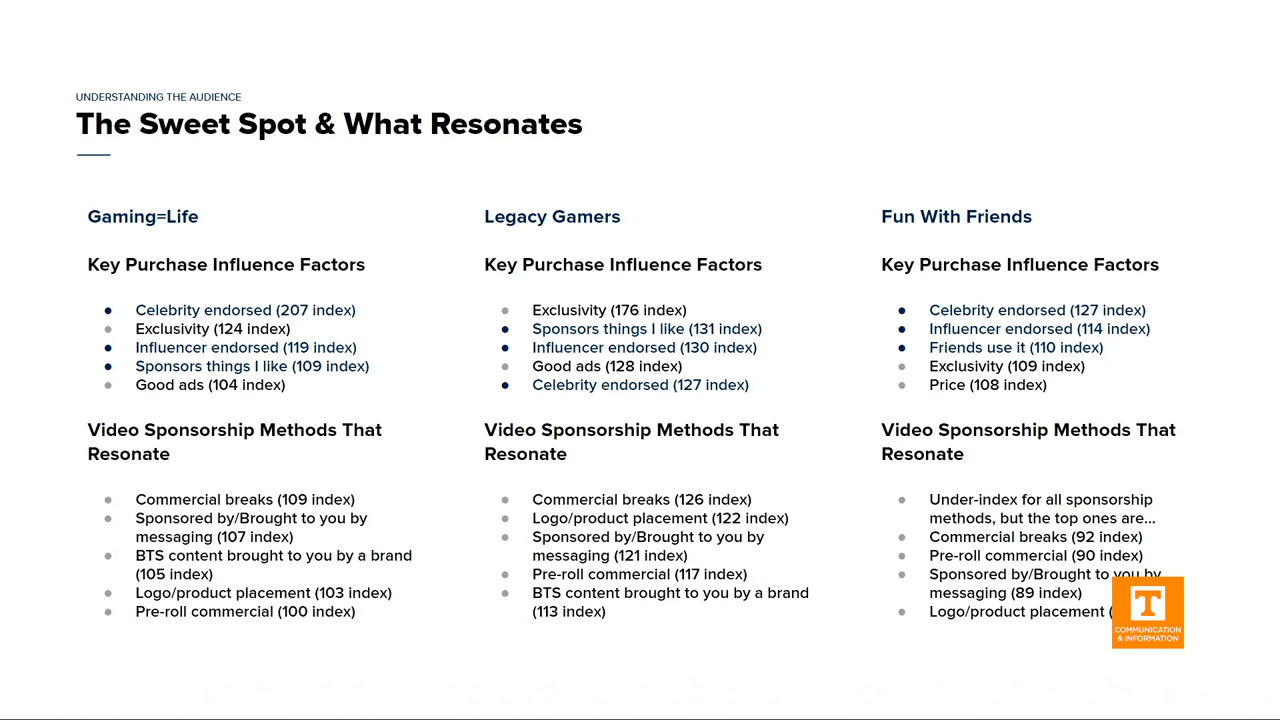 UNDERSTANDING THE AUDIENCE
The Sweet Spot & What Resonates
Gaming=Life
Key Purchase Influence Factors
Celebrity endorsed (207 index)
Exclusivity (124 index)
Influencer endorsed (119 index)
Sponsors things I like (109 index)
Good ads (104 index)
Video Sponsorship Methods That
Resonate
Commercial breaks (109 index)
Sponsored by/Brought to you by
messaging (107 index)
BTS content brought to you by a brand
(105 index)
Logo/product placement (103 index)
Pre-roll commercial (100 index)
Legacy Gamers
Key Purchase Influence Factors
Exclusivity (176 index)
Sponsors things I like (131 index)
Influencer endorsed (130 index)
Good ads (128 index)
Celebrity endorsed (127 index)
Video Sponsorship Methods That
Resonate
Commercial breaks (126 index)
Logo/product placement (122 index)
Sponsored by/Brought to you by
messaging (121 index)
Pre-roll commercial (117 index)
BTS content brought to you by a brand
(113 index)
Fun With Friends
Key Purchase Influence Factors
Celebrity endorsed (127 index)
Influencer endorsed (114 index)
Friends use it (110 index)
Exclusivity (109 index)
Price (108 index)
Video Sponsorship Methods That
Resonate
Under-index for all sponsorship
methods, but the top ones are...
Commercial breaks (92 index)
Pre-roll commercial (90 index)
Sponsored by/Brought to you by
messaging (89 index)
Logo/product placement (
T
COMMUNICATION
& INFORMATION